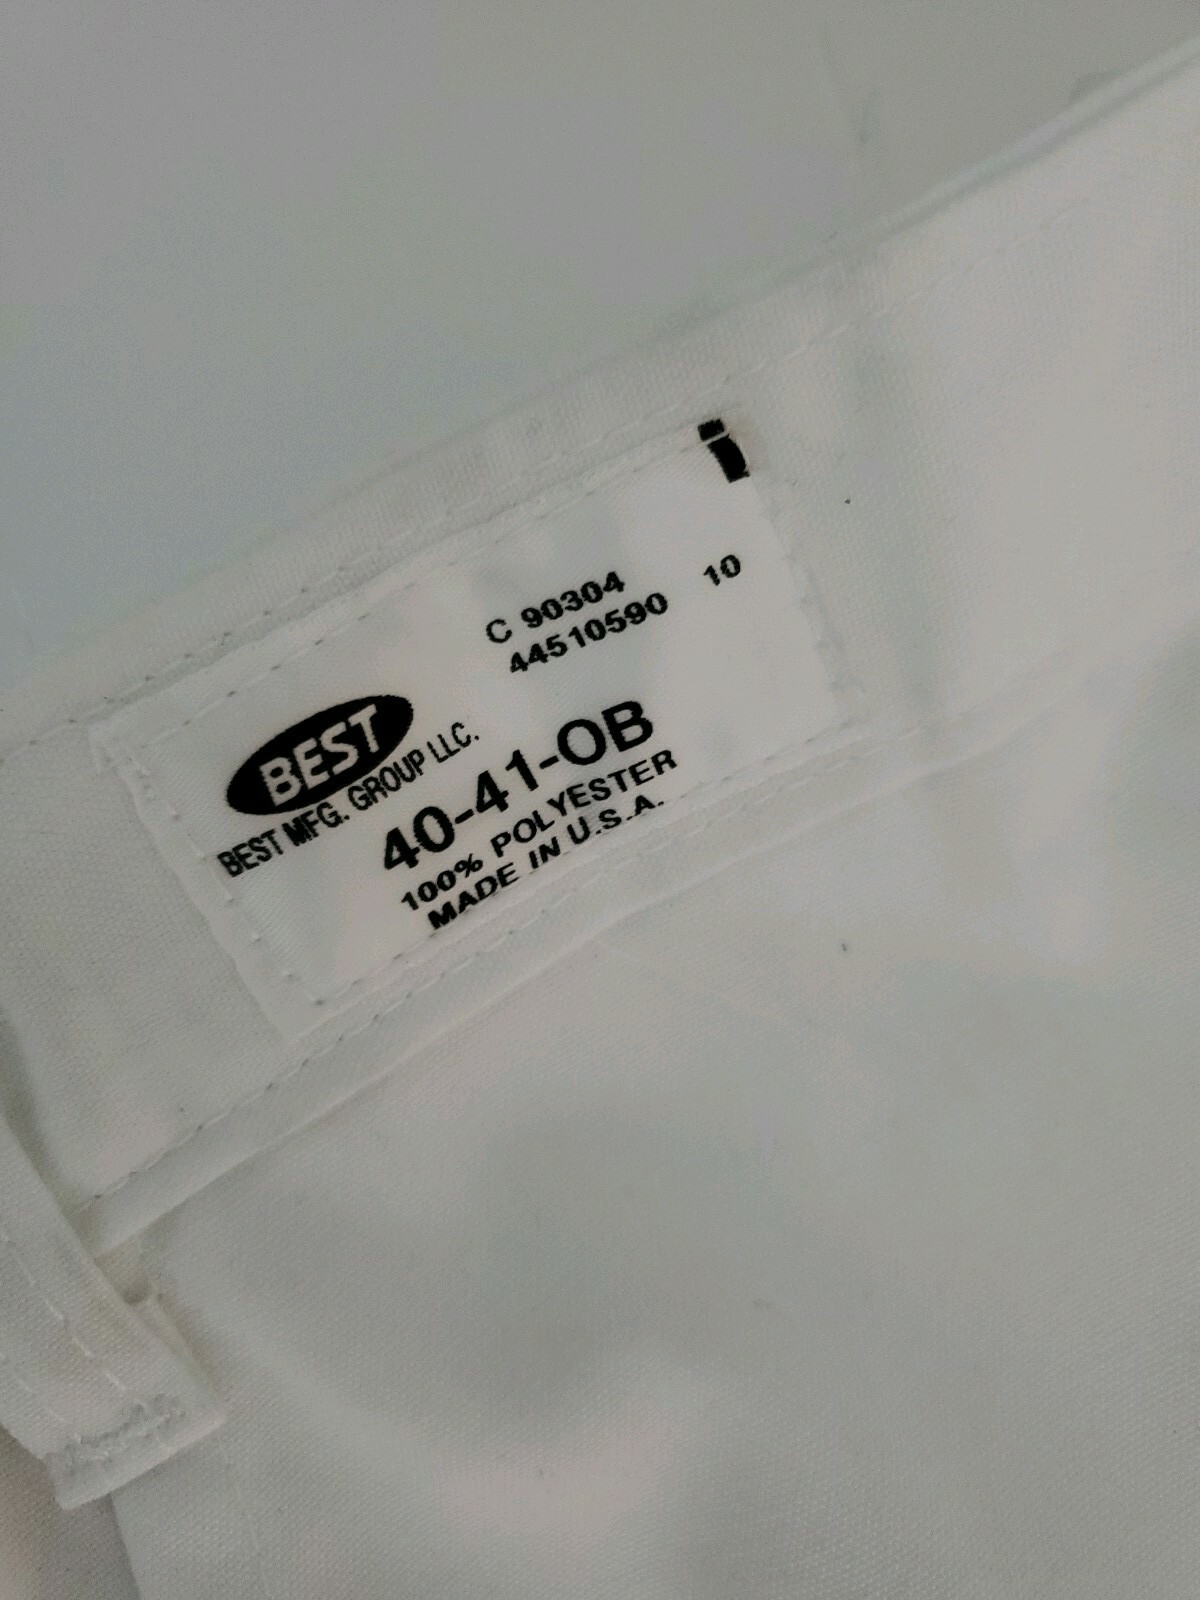 C 90304
44510590 10
BEST
BEST MFG. GROUP LLC.
40-41-OB
100% POLYESTER
MADE IN U.S.A.